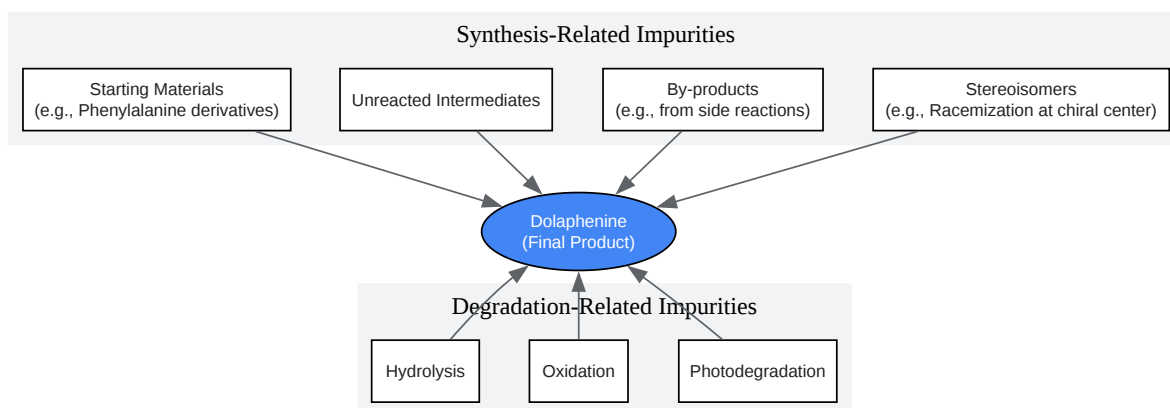 Synthesis-Related Impurities
Starting Materials
(e.g., Phenylalanine derivatives)
Unreacted Intermediates
By-products
(e.g., from side reactions)
Stereoisomers
(e.g., Racemization at chiral center)
Dolaphenine
(Final Product)
Degradation-Related Impurities
Hydrolysis
Oxidation
Photodegradation